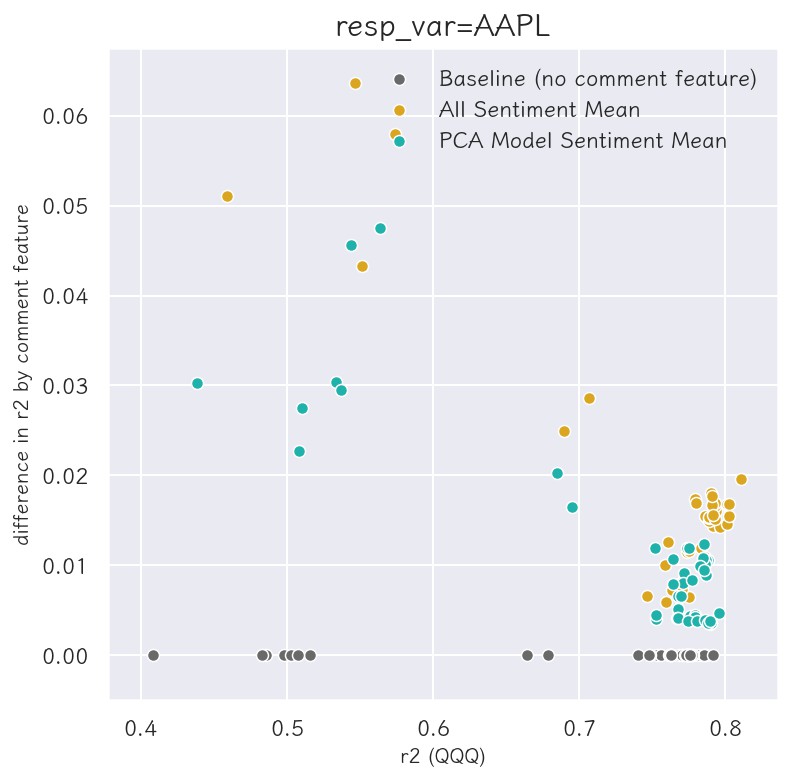 resp_var=AAPL
Baseline (no comment feature)
All Sentiment Mean
PCA Model Sentiment Mean
difference in r2 by comment feature
0.06
0.05
0.04
0.03
0.02
0.01
0.00
0.4 0.5 0.6 0.7 0.8
r2 (QQQ)